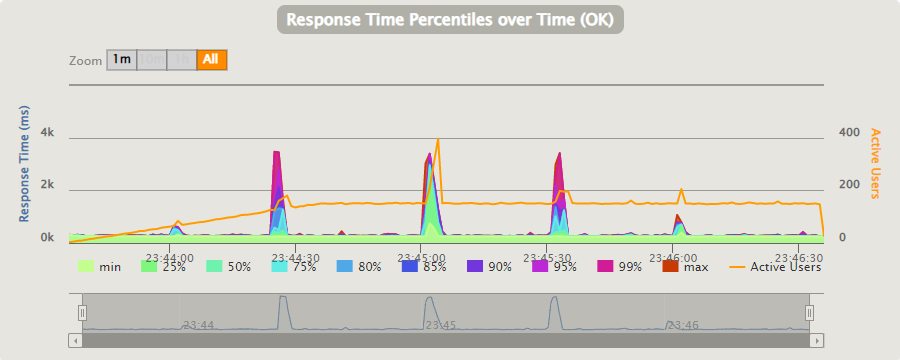 Response Time Percentiles over Time (OK)
Zoom 1m 10m 1h All
Response Time (ms)
4k
2k
0k
400
200
0
Active Users
23:44:00 23:44:30 23:45:00 23:45:30 23:46:00 23:46:30
min 25% 50% 75% 80% 85% 90% 95% 99% max Active Users
23:44 23:45 23:46